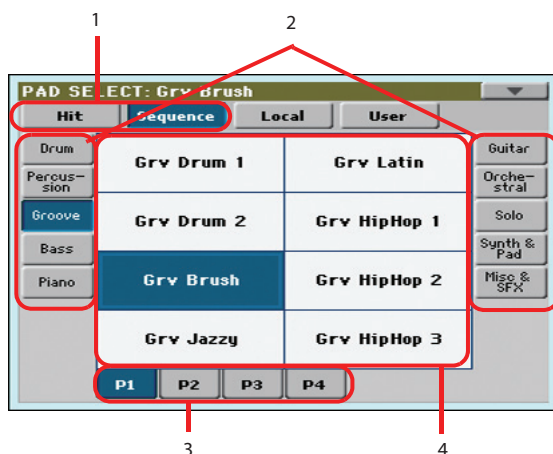 1
2
PAD SELECT: Grv Brush
Hit
Sequence
Local
User
Drum
Percus-
sion
Groove
Bass
Piano
Grv Drum 1
Grv Latin
Grv Drum 2
Grv HipHop 1
Grv Brush
Grv HipHop 2
Grv Jazzy
Grv HipHop 3
Guitar
Orche-
stral
Solo
Synth &
Pad
Misc &
SFX
P1
P2
P3
P4
3
4